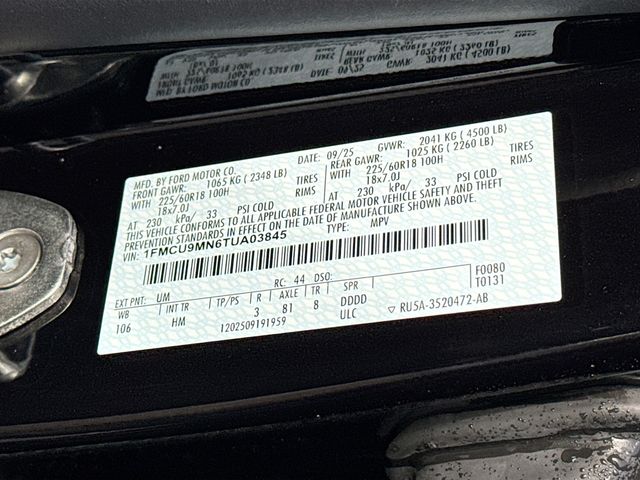 MFD. BY FORD MOTOR CO.
DATE: 09/25 GVWR: 2041 KG ( 4500 LB)
FRONT GAWR: 1065 KG ( 2348 LB) REAR GAWR: 1025 KG ( 2260 LB)
WITH 225/60R18 100H TIRES WITH 225/60R18 100H TIRES
18x7.0J RIMS 18x7.0J RIMS
AT 230 kPa/ 33 PSI COLD AT 230 kPa/ 33 PSI COLD
THIS VEHICLE CONFORMS TO ALL APPLICABLE FEDERAL MOTOR VEHICLE SAFETY AND THEFT
PREVENTION STANDARDS IN EFFECT ON THE DATE OF MANUFACTURE SHOWN ABOVE.
VIN: 1FMCU9MN6TUA03845 TYPE: MPV
EXT PNT: UM RC: 44 DSO: F0080
WB INT TR TP/PS R AXLE TR SPR T0131
106 HM 3 81 8 DDDD
1202509191959 ULC ▽ RU5A-3520472-AB